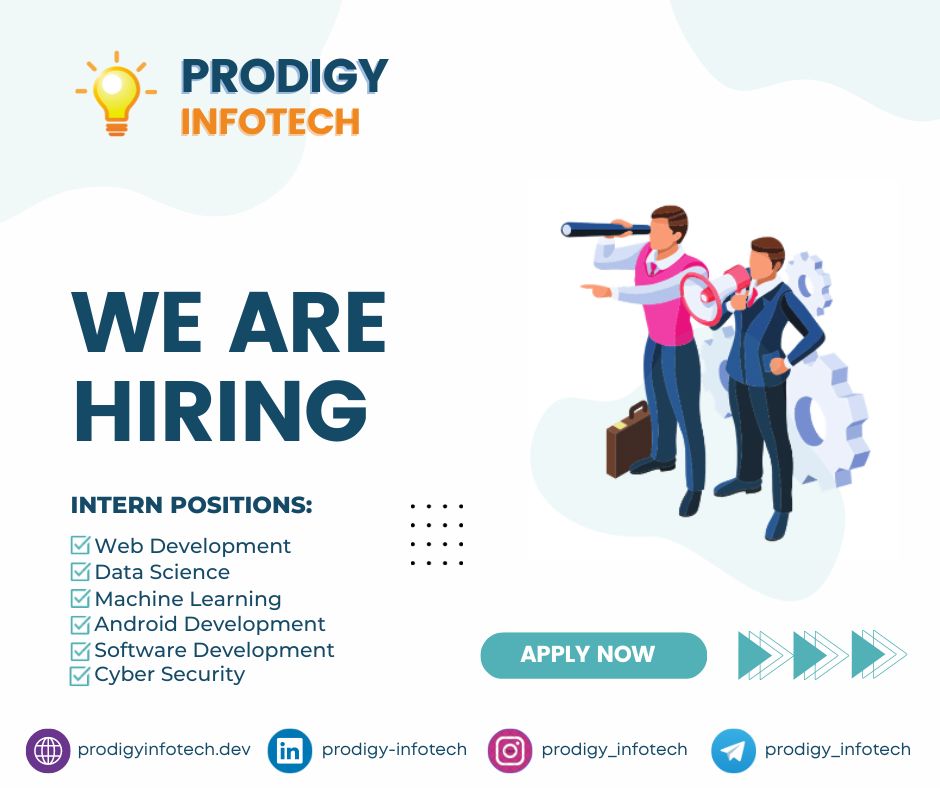 PRODIGY
INFOTECH
WE ARE
HIRING
INTERN POSITIONS:
Web Development
Data Science
Machine Learning
Android Development
Software Development
Cyber Security
APPLY NOW
prodigyinfotech.dev
in prodigy-infotech
prodigy_infotech
prodigy_infotech